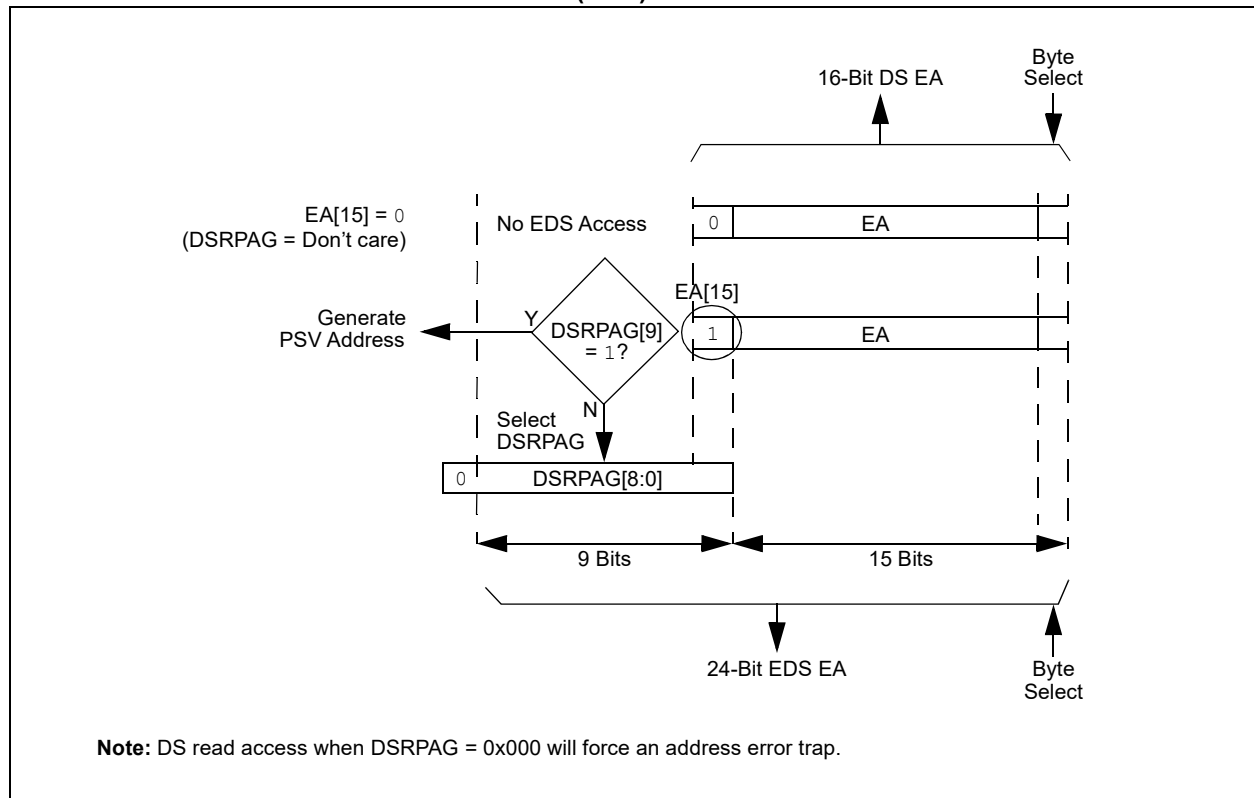 16-Bit DS EA
Byte
Select
EA[15] = 0
(DSRPAG = Don't care)
No EDS Access
0
EA
EA[15]
Generate
PSV Address
Y
DSRPAG[9]
= 1?
1
EA
N
Select
DSRPAG
0
DSRPAG[8:0]
9 Bits
15 Bits
24-Bit EDS EA
Byte
Select
Note: DS read access when DSRPAG = 0x000 will force an address error trap.